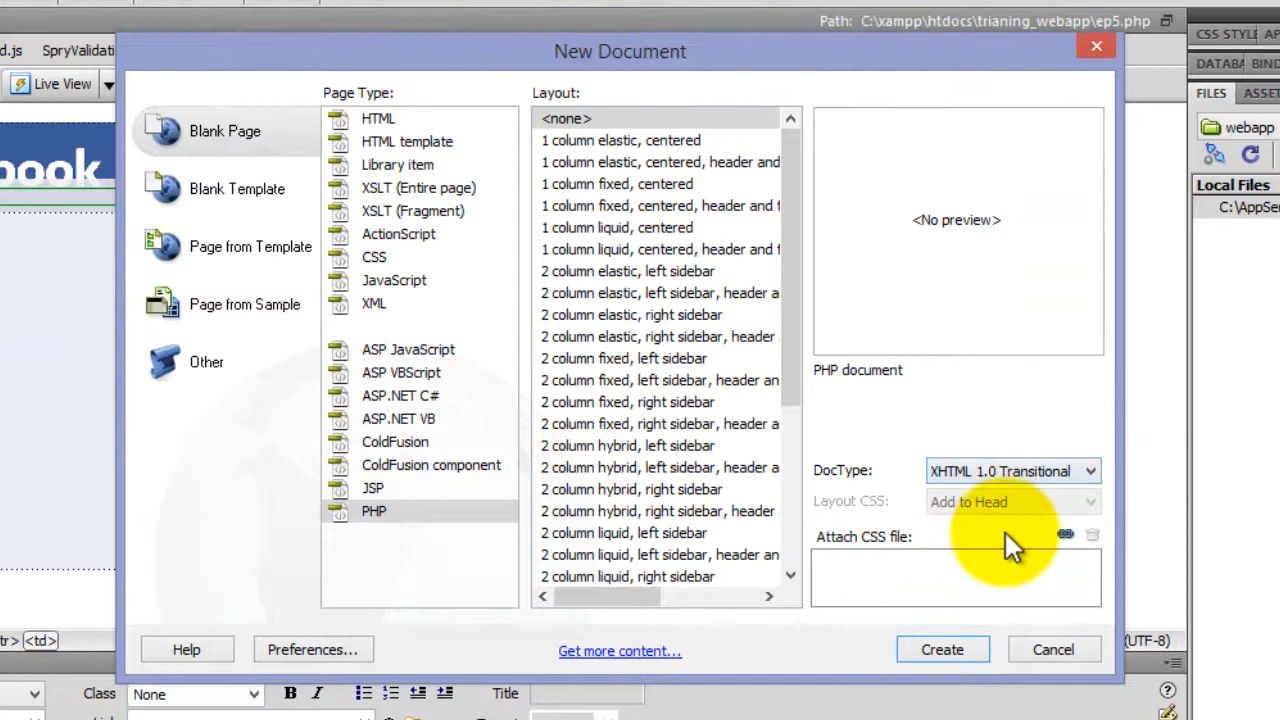 Path: C:\xampp\htdocs\trianing_webapp\ep5.php
d.js SpryValidati
Live View
ook
New Document
CSS STYLE AP
DATABA BIND
FILES ASSET
webapp
Local Files
C:\AppSer
Page Type:
Layout:
Blank Page
Blank Template
Page from Template
Page from Sample
Other
HTML
HTML template
Library item
XSLT (Entire page)
XSLT (Fragment)
ActionScript
CSS
JavaScript
XML
ASP JavaScript
ASP VBScript
ASP.NET C#
ASP.NET VB
ColdFusion
ColdFusion component
JSP
PHP
<none>
1 column elastic, centered
1 column elastic, centered, header and
1 column fixed, centered
1 column fixed, centered, header and f
1 column liquid, centered
1 column liquid, centered, header and f
2 column elastic, left sidebar
2 column elastic, left sidebar, header a
2 column elastic, right sidebar
2 column elastic, right sidebar, header
2 column fixed, left sidebar
2 column fixed, left sidebar, header an
2 column fixed, right sidebar
2 column fixed, right sidebar, header a
2 column hybrid, left sidebar
2 column hybrid, left sidebar, header a
2 column hybrid, right sidebar
2 column hybrid, right sidebar, header
2 column liquid, left sidebar
2 column liquid, left sidebar, header an
2 column liquid, right sidebar
<No preview>
PHP document
DocType: XHTML 1.0 Transitional
Layout CSS: Add to Head
Attach CSS file:
Help
Preferences...
Get more content...
Create
Cancel
tr> <td>
(UTF-8)
Class None B I Title